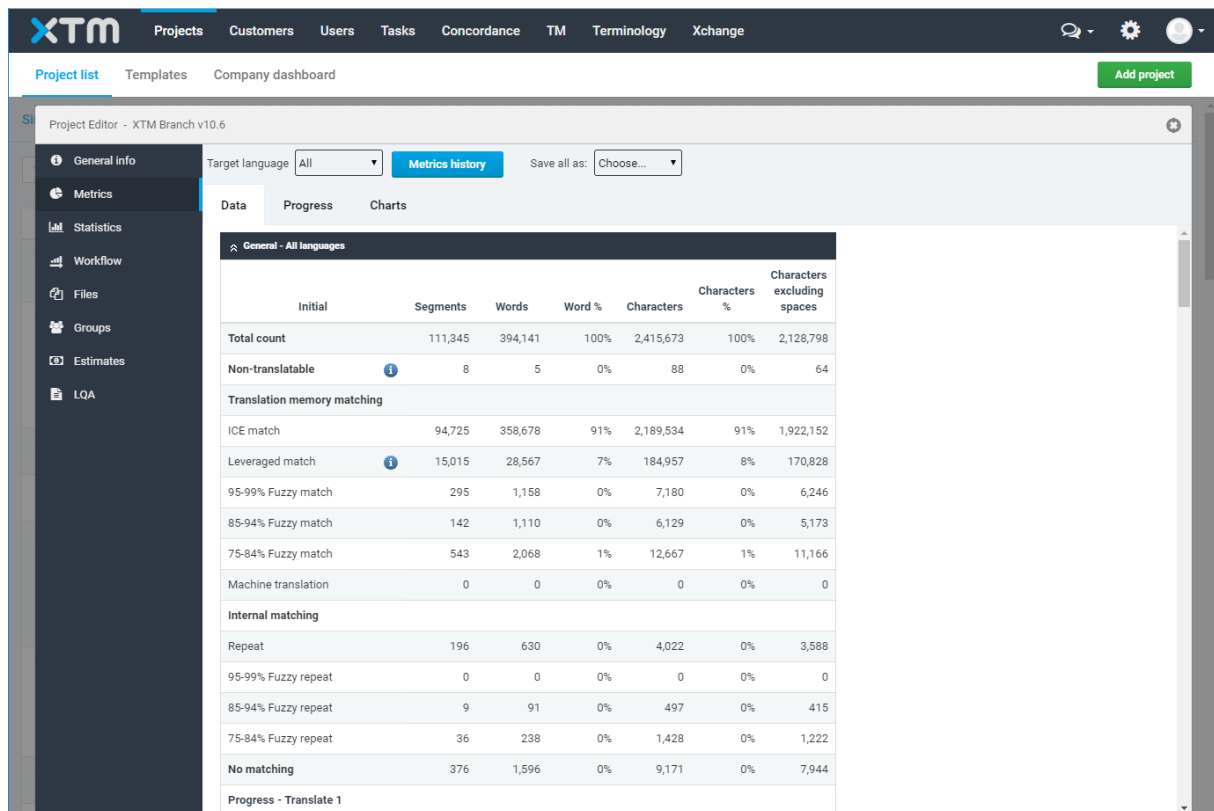 XTM Projects Customers Users Tasks Concordance TM Terminology Xchange
Project list Templates Company dashboard Add project
Si
Project Editor - XTM Branch v10.6
General info
Metrics
Statistics
Workflow
Files
Groups
Estimates
LQA
Target language All Metrics history Save all as: Choose...
Data Progress Charts
General - All languages
Initial Segments Words Word % Characters Characters % Characters excluding spaces
Total count 111,345 394,141 100% 2,415,673 100% 2,128,798
Non-translatable 8 5 0% 88 0% 64
Translation memory matching
ICE match 94,725 358,678 91% 2,189,534 91% 1,922,152
Leveraged match 15,015 28,567 7% 184,957 8% 170,828
95-99% Fuzzy match 295 1,158 0% 7,180 0% 6,246
85-94% Fuzzy match 142 1,110 0% 6,129 0% 5,173
75-84% Fuzzy match 543 2,068 1% 12,667 1% 11,166
Machine translation 0 0 0% 0 0% 0
Internal matching
Repeat 196 630 0% 4,022 0% 3,588
95-99% Fuzzy repeat 0 0 0% 0 0% 0
85-94% Fuzzy repeat 9 91 0% 497 0% 415
75-84% Fuzzy repeat 36 238 0% 1,428 0% 1,222
No matching 376 1,596 0% 9,171 0% 7,944
Progress - Translate 1